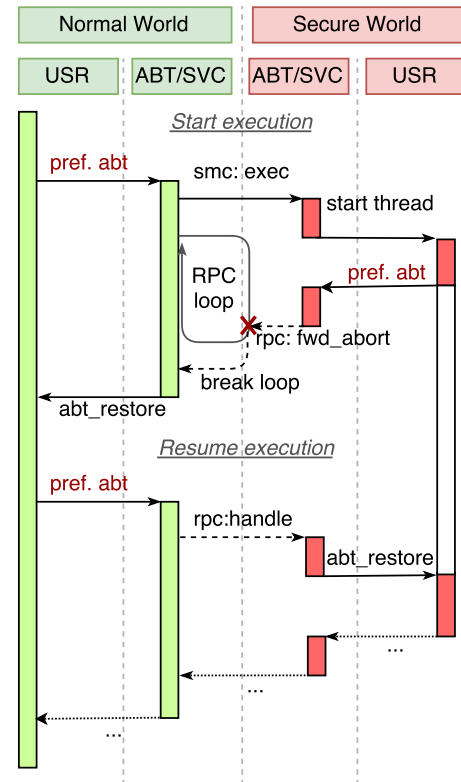 Normal World
Secure World
USR
ABT/SVC
ABT/SVC
USR
Start execution
pref. abt
smc: exec
start thread
pref. abt
RPC
loop
rpc: fwd_abort
break loop
abt_restore
Resume execution
pref. abt
rpc:handle
abt_restore
...
...
...